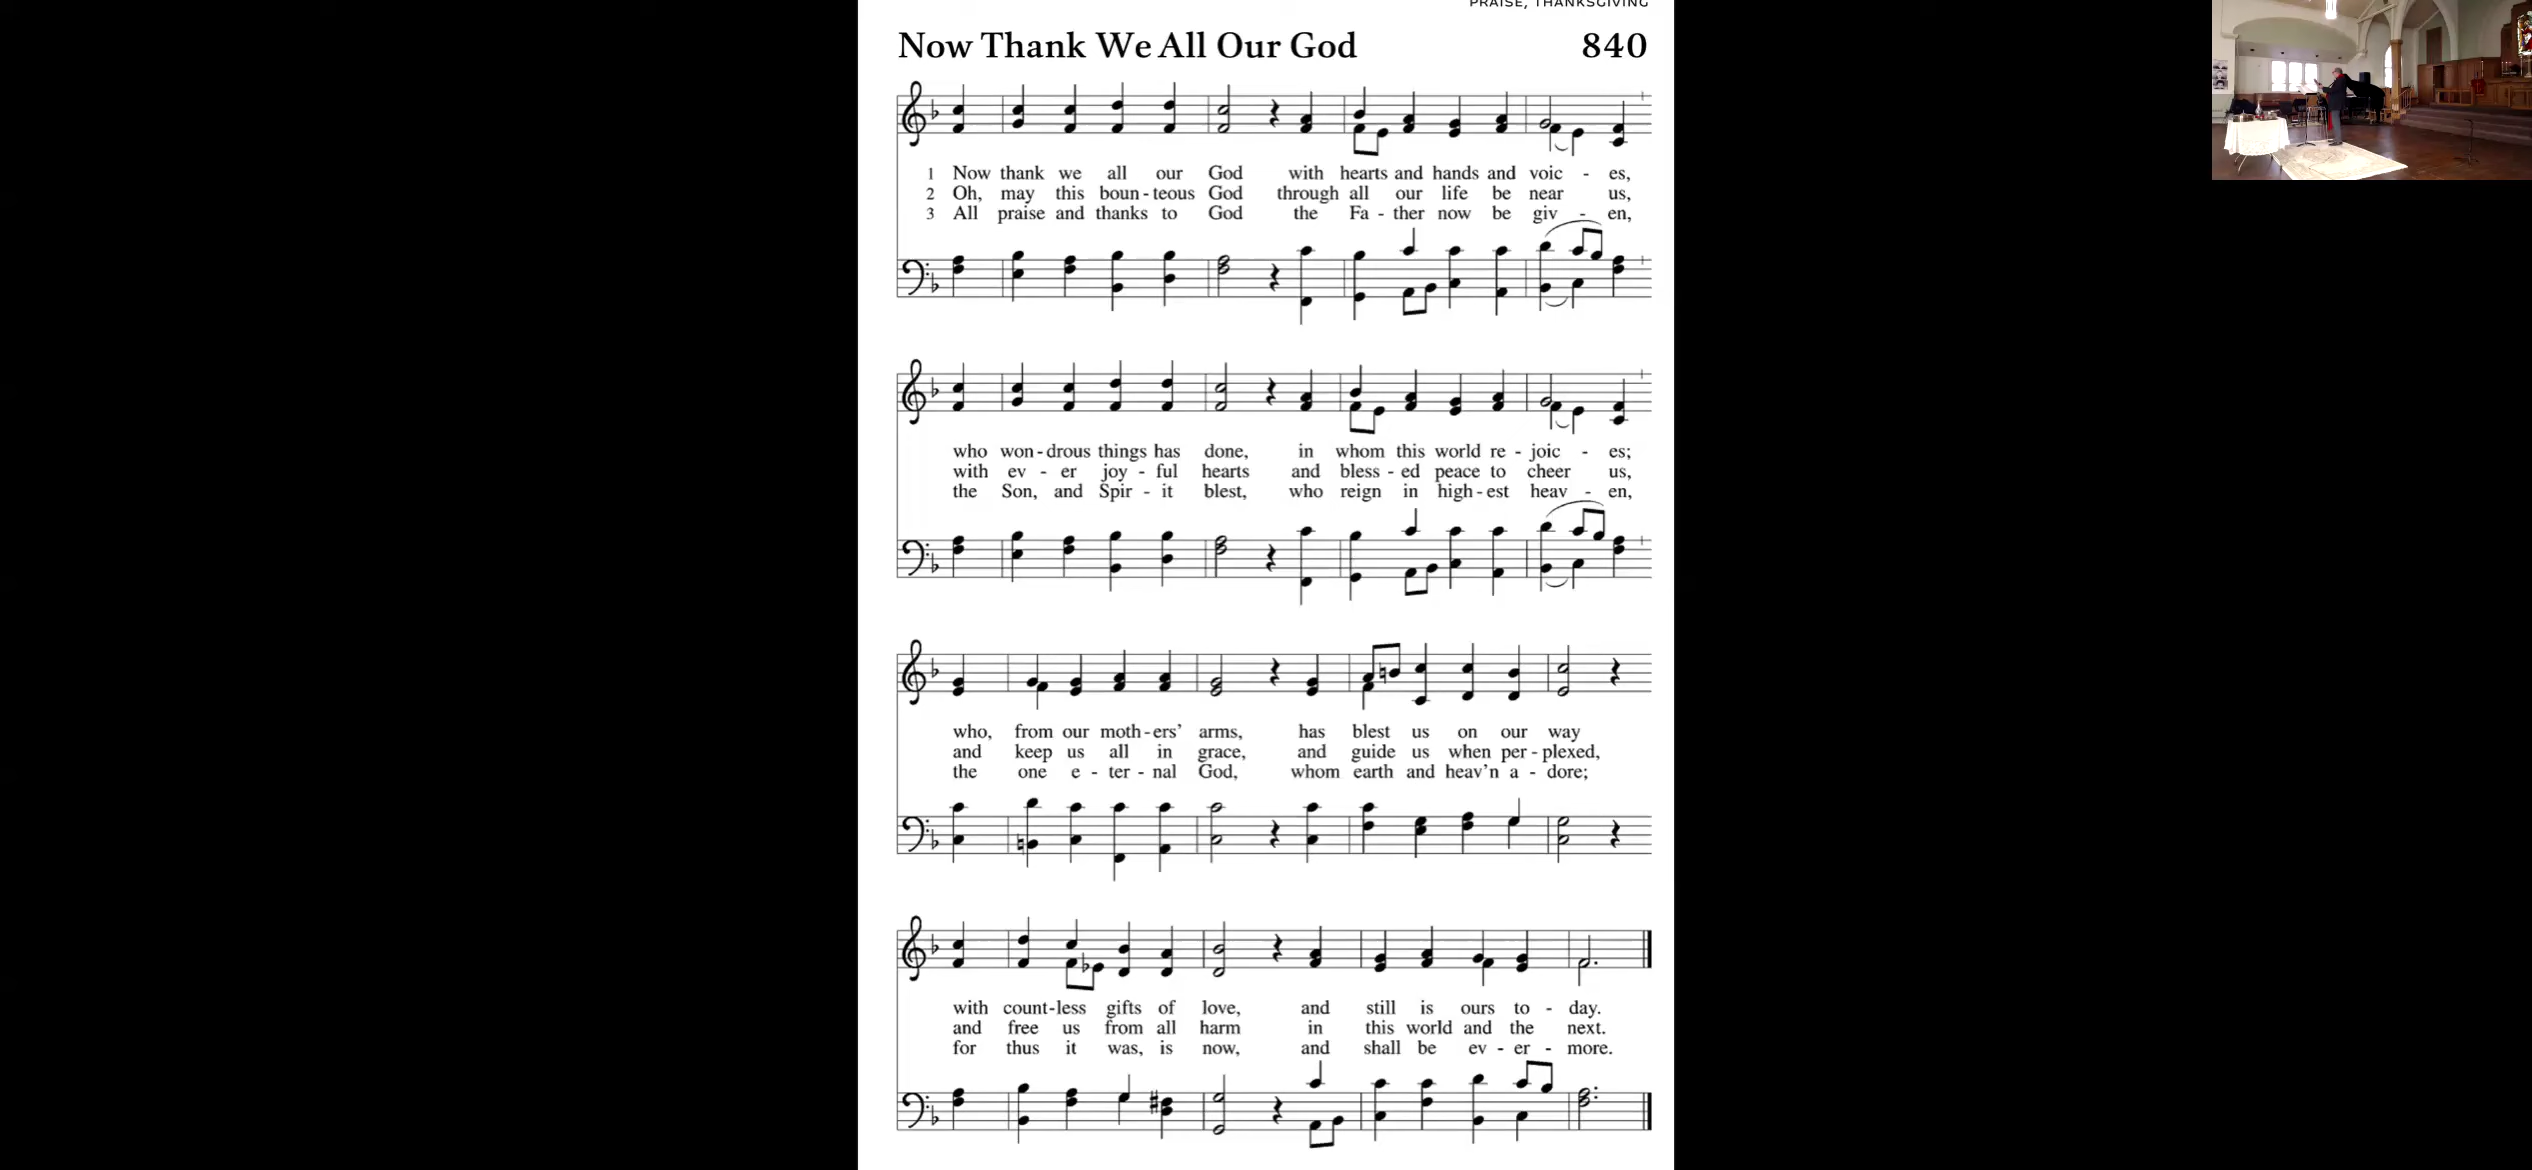 PRAISE, THANKSGIVING
Now Thank We All Our God 840
1 Now thank we all our God with hearts and hands and voic - es,
2 Oh, may this boun - teous God through all our life be near us,
3 All praise and thanks to God the Fa - ther now be giv - en,
who won - drous things has done, in whom this world re - joic - es;
with ev - er joy - ful hearts and bless - ed peace to cheer us,
the Son, and Spir - it blest, who reign in high - est heav - en,
who, from our moth - ers' arms, has blest us on our way
and keep us all in grace, and guide us when per - plexed,
the one e - ter - nal God, whom earth and heav'n a - dore;
with count - less gifts of love, and still is ours to - day.
and free us from all harm in this world and the next.
for thus it was, is now, and shall be ev - er - more.